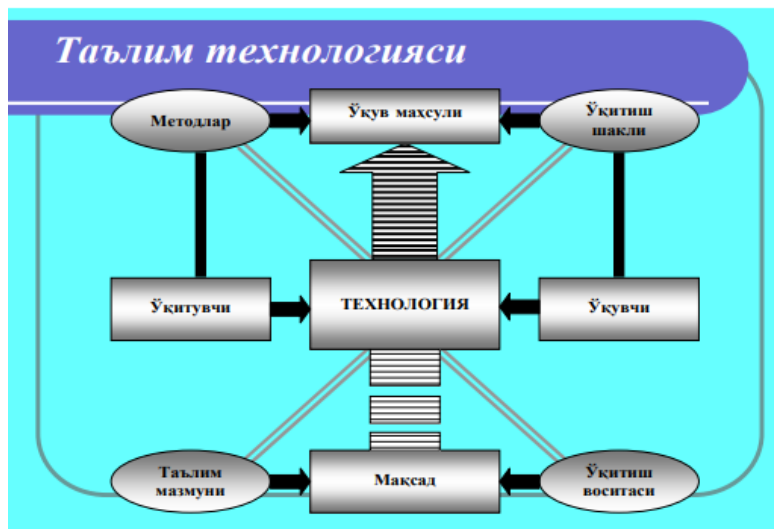 Таълим технологияси
Методлар
Ўқув маҳсули
Ўқитиш
шакли
Ўқитувчи
ТЕХНОЛОГИЯ
Ўқувчи
Таълим
мазмуни
Мақсад
Ўқитиш
воситаси